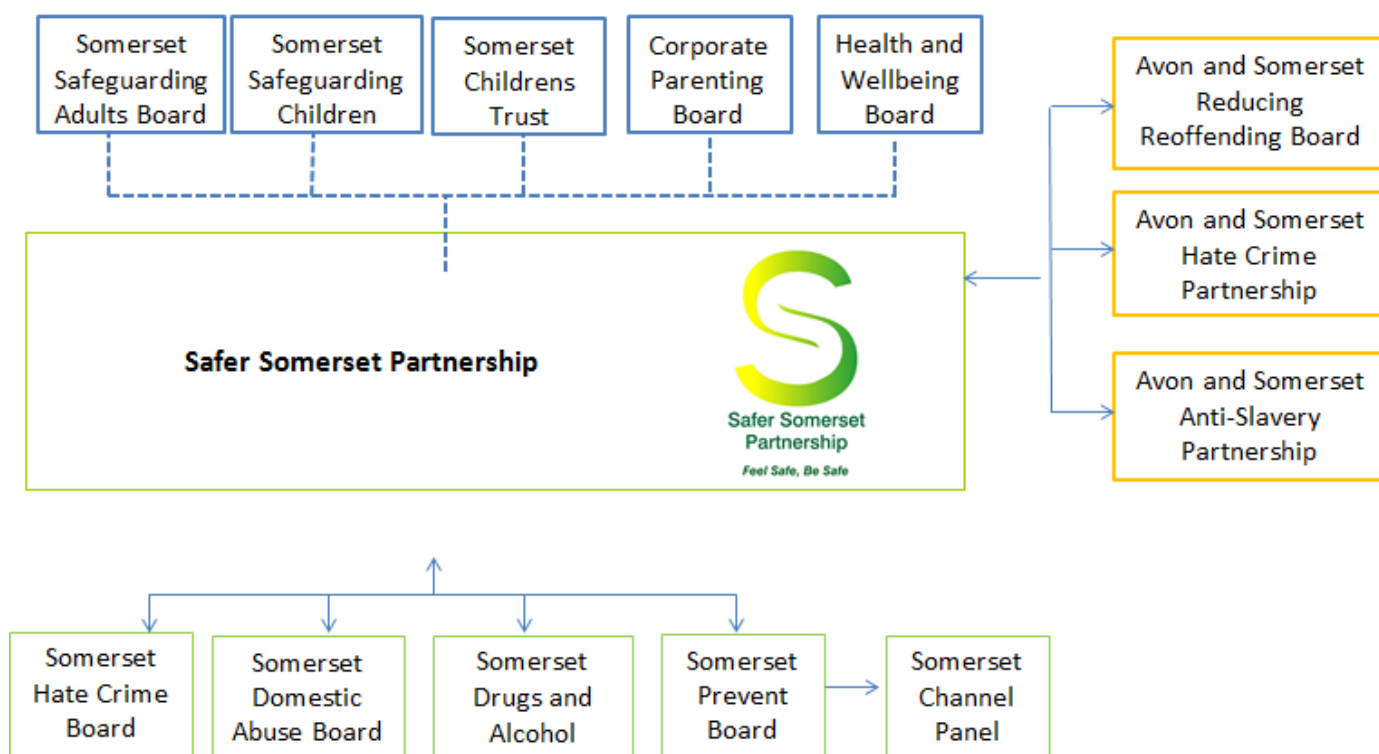 Somerset
Safeguarding
Adults Board
Somerset
Safeguarding
Children
Somerset
Childrens
Trust
Corporate
Parenting
Board
Health and
Wellbeing
Board
Avon and Somerset
Reducing
Reoffending Board
Avon and Somerset
Hate Crime
Partnership
Avon and Somerset
Anti-Slavery
Partnership
Safer Somerset Partnership
Safer Somerset
Partnership
Feel Safe, Be Safe
Somerset
Hate Crime
Board
Somerset
Domestic
Abuse Board
Somerset
Drugs and
Alcohol
Somerset
Prevent
Board
Somerset
Channel
Panel